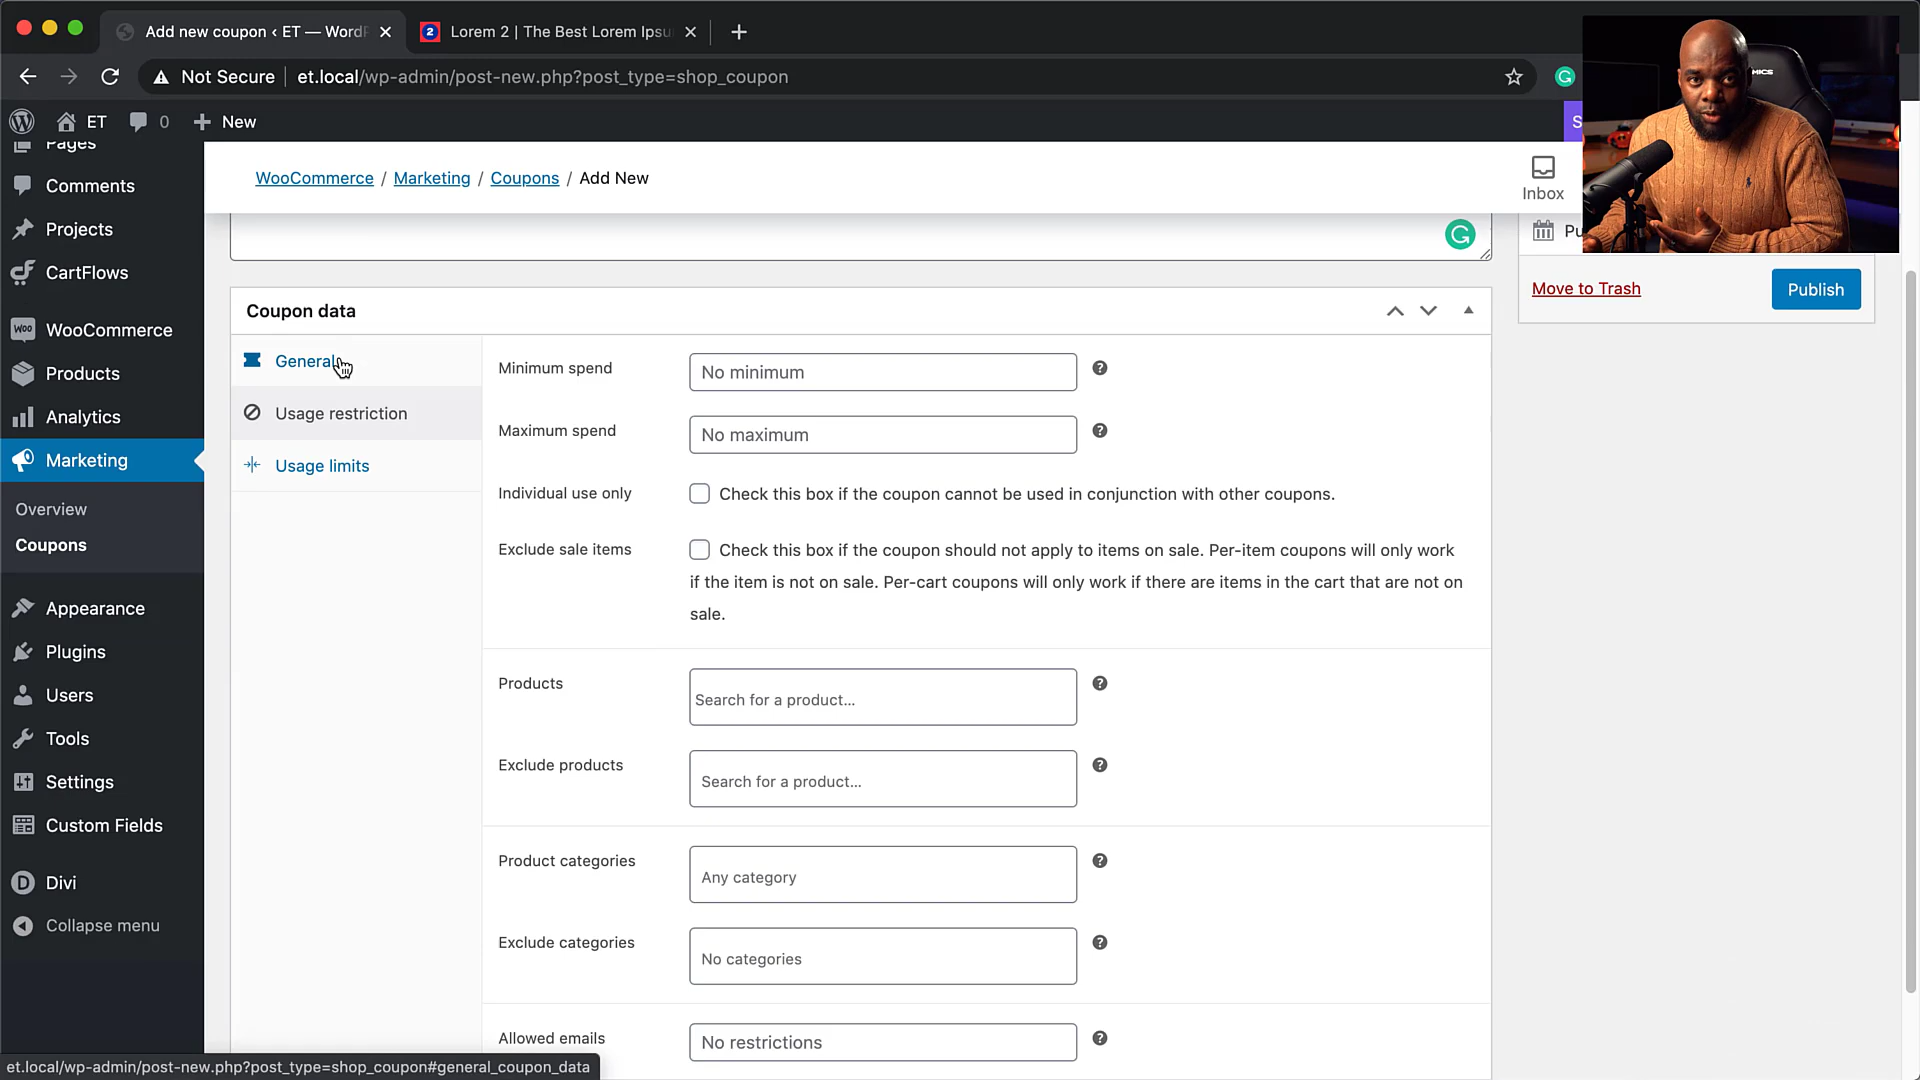 Add new coupon ‹ ET — WordP
2
Lorem 2 | The Best Lorem Ipsu
Not Secure
et.local/wp-admin/post-new.php?post_type=shop_coupon
ET
0
New
Pages
Comments
Projects
CartFlows
WooCommerce
Products
Analytics
Marketing
Overview
Coupons
Appearance
Plugins
Users
Tools
Settings
Custom Fields
Divi
Collapse menu
WooCommerce / Marketing / Coupons / Add New
Inbox
Move to Trash
Publish
Coupon data
General
Usage restriction
Usage limits
Minimum spend
No minimum
Maximum spend
No maximum
Individual use only
Check this box if the coupon cannot be used in conjunction with other coupons.
Exclude sale items
Check this box if the coupon should not apply to items on sale. Per-item coupons will only work
if the item is not on sale. Per-cart coupons will only work if there are items in the cart that are not on
sale.
Products
Search for a product…
Exclude products
Search for a product…
Product categories
Any category
Exclude categories
No categories
Allowed emails
No restrictions
et.local/wp-admin/post-new.php?post_type=shop_coupon#general_coupon_data